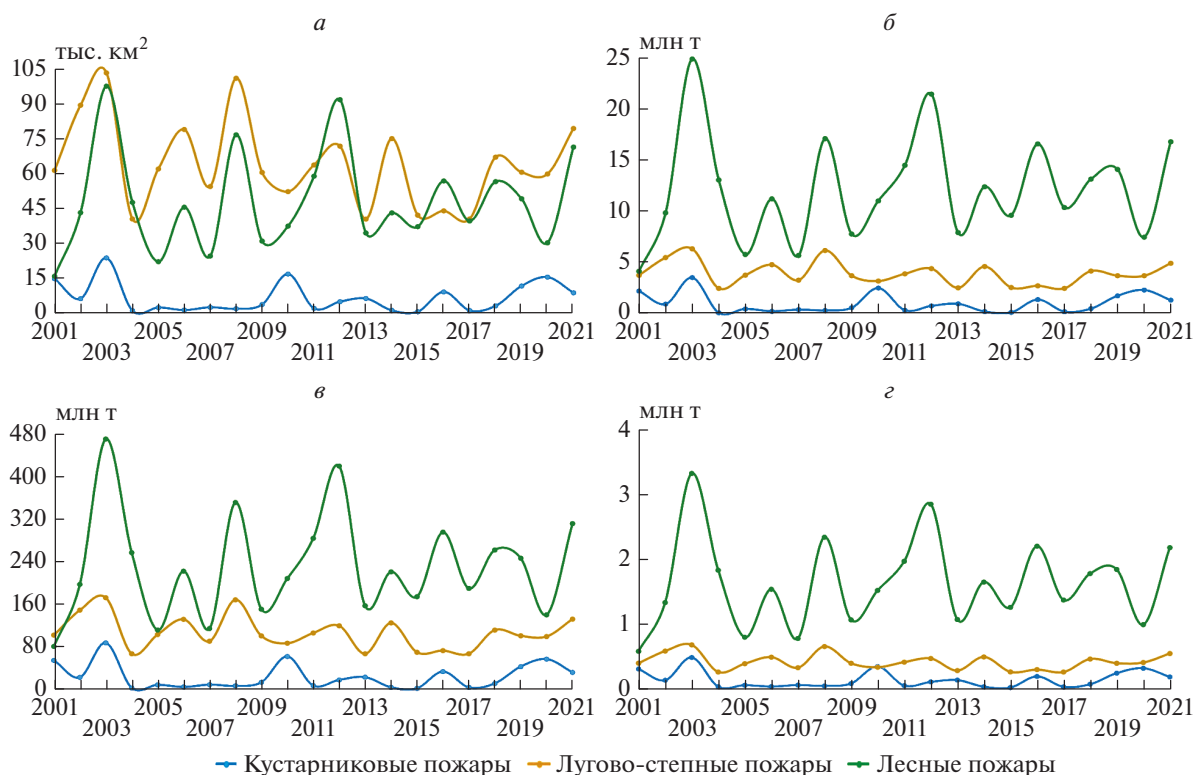 а
тыс. км²
105
90
75
60
45
30
15
0
2001 2005 2009 2013 2017 2021
2003 2007 2011 2015 2019
б
млн т
25
20
15
10
5
0
2001 2005 2009 2013 2017 2021
2003 2007 2011 2015 2019
в
млн т
480
400
320
240
160
80
0
2001 2005 2009 2013 2017 2021
2003 2007 2011 2015 2019
г
млн т
4
3
2
1
0
2001 2005 2009 2013 2017 2021
2003 2007 2011 2015 2019
Кустарниковые пожары Лугово-степные пожары Лесные пожары